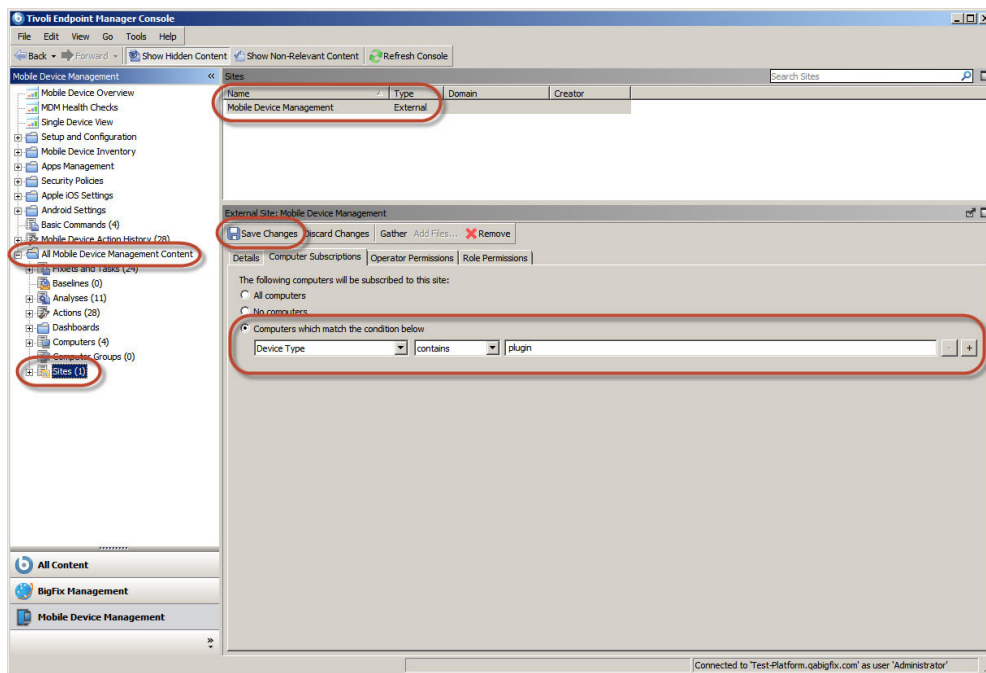 Tivoli Endpoint Manager Console
File Edit View Go Tools Help
Back Forward Show Hidden Content Show Non-Relevant Content Refresh Console
Mobile Device Management «
Mobile Device Overview
MDM Health Checks
Single Device View
Setup and Configuration
Mobile Device Inventory
Apps Management
Security Policies
Apple iOS Settings
Android Settings
Basic Commands (4)
Mobile Device Action History (28)
All Mobile Device Management Content
Fixlets and Tasks (24)
Baselines (0)
Analyses (11)
Actions (28)
Dashboards
Computers (4)
Computer Groups (0)
Sites (1)
All Content
BigFix Management
Mobile Device Management
»
Sites Search Sites
Name Type Domain Creator
Mobile Device Management External
External Site: Mobile Device Management
Save Changes Discard Changes Gather Add Files... Remove
Details Computer Subscriptions Operator Permissions Role Permissions
The following computers will be subscribed to this site:
All computers
No computers
Computers which match the condition below
Device Type contains plugin - +
Connected to 'Test-Platform.qabigfix.com' as user 'Administrator'